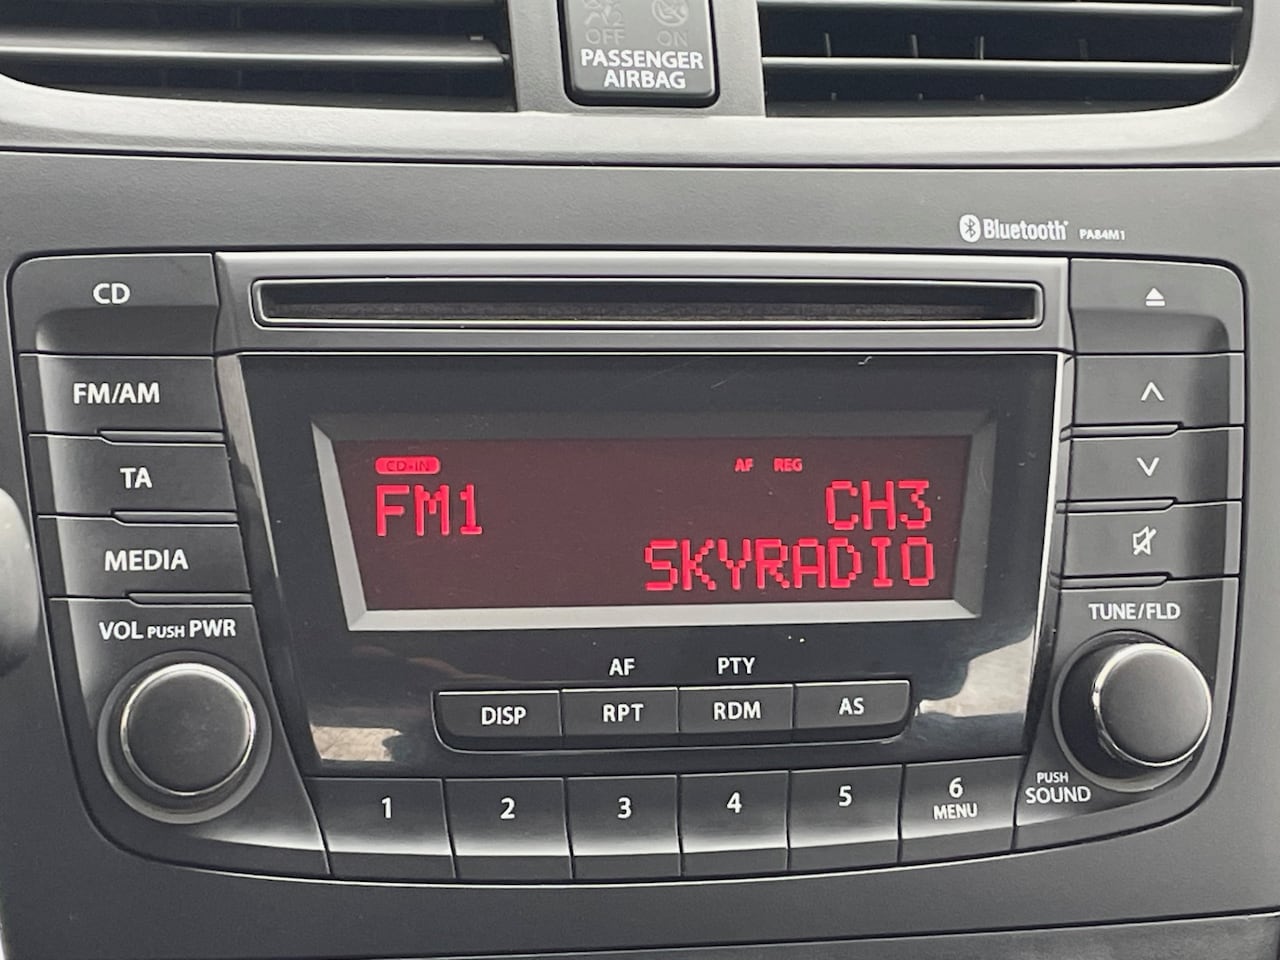 OFF ON
PASSENGER
AIRBAG
Bluetooth PA84M1
CD
FM/AM
TA
MEDIA
VOL PUSH PWR
CD-IN AF REG
FM1 CH3
SKYRADIO
TUNE/FLD
AF PTY
DISP RPT RDM AS
PUSH
SOUND
1 2 3 4 5 6
MENU